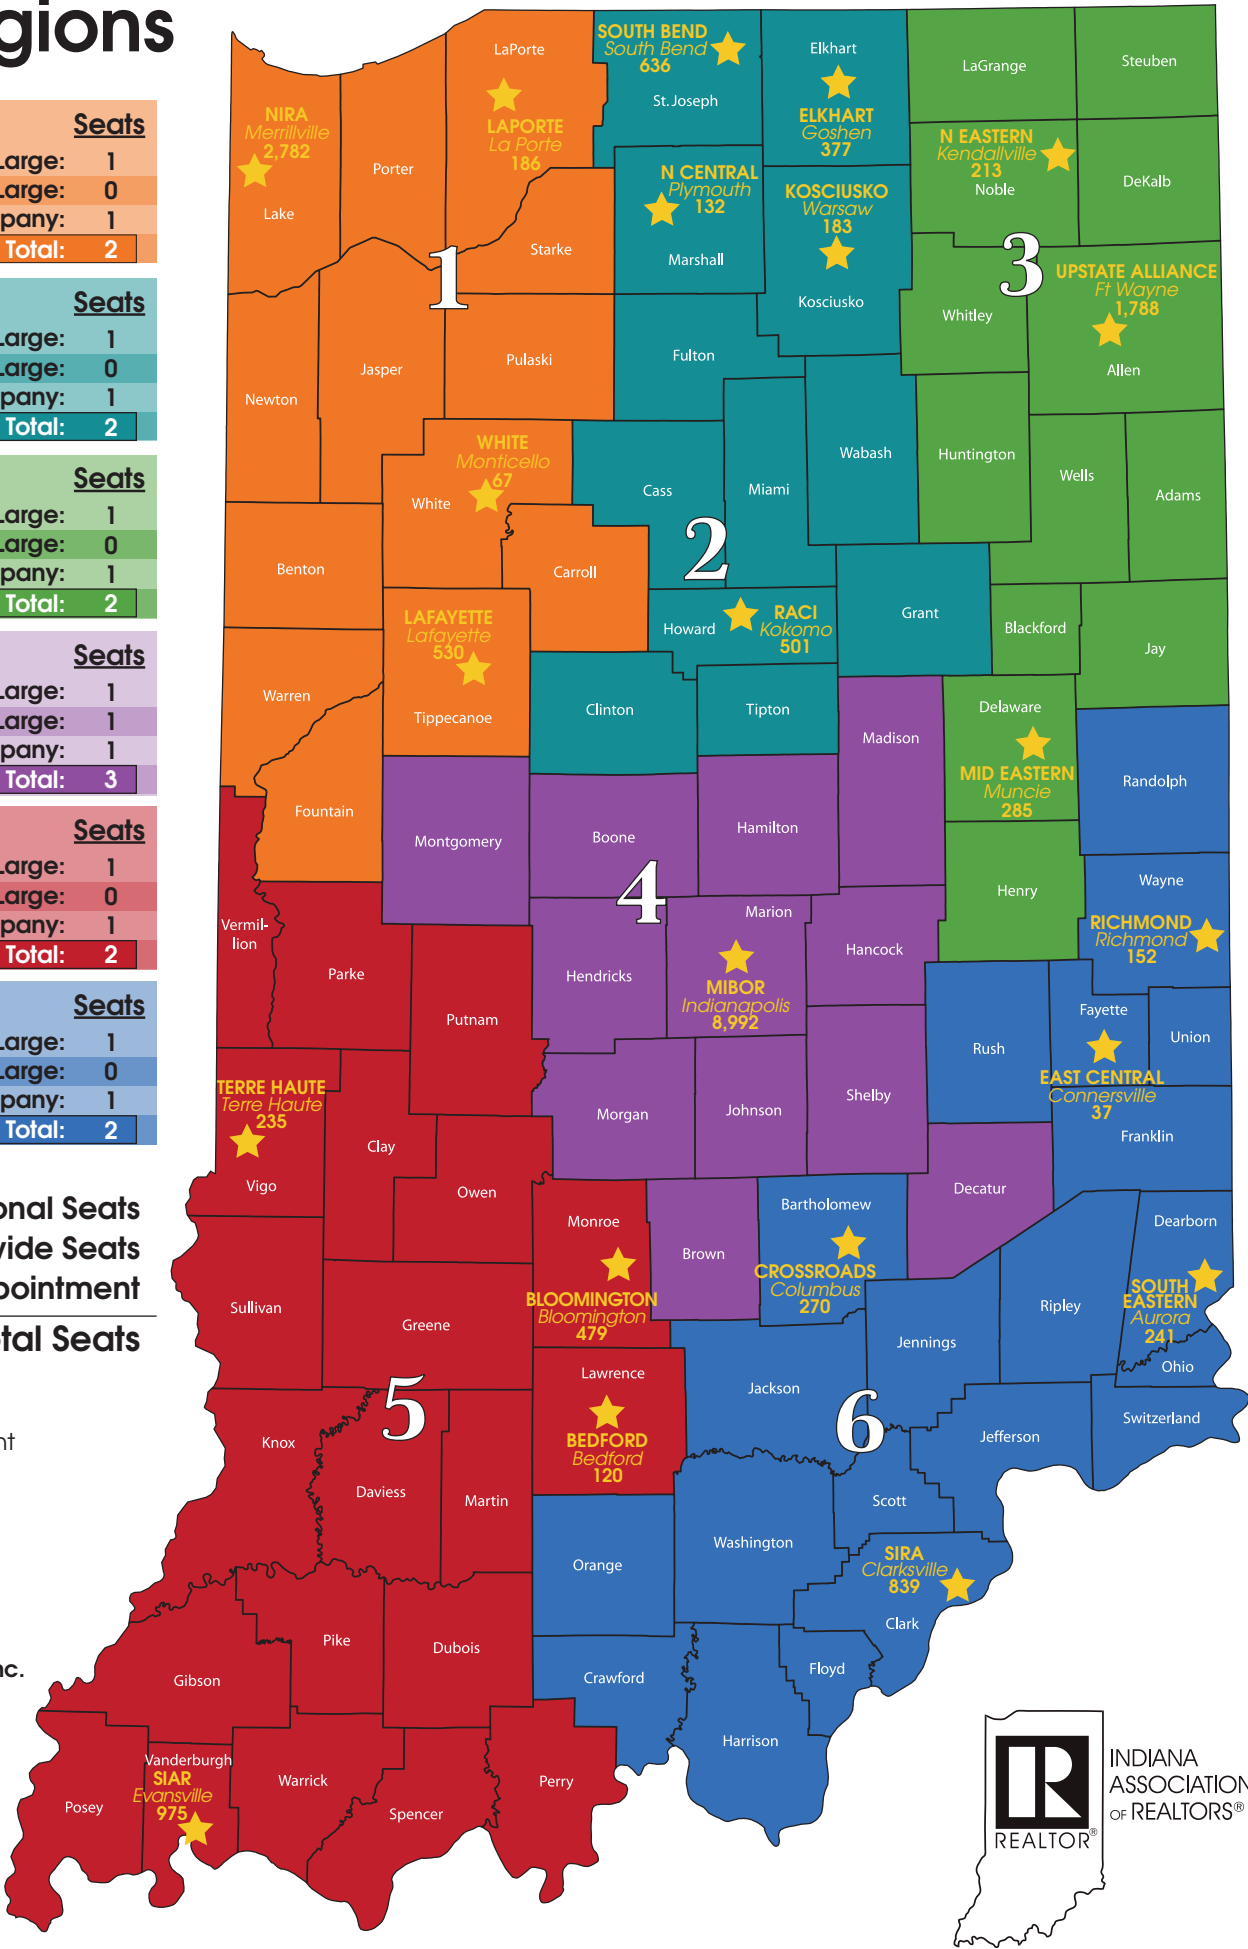 gions
Seats
Large: 1
Large: 0
pany: 1
Total: 2
Seats
Large: 1
Large: 0
pany: 1
Total: 2
Seats
Large: 1
Large: 0
pany: 1
Total: 2
Seats
Large: 1
Large: 1
pany: 1
Total: 3
Seats
Large: 1
Large: 0
pany: 1
Total: 2
Seats
Large: 1
Large: 0
pany: 1
Total: 2
onal Seats
vide Seats
pointment
tal Seats
nt
nc.
1
NIRA
Merrillville
2,782
Lake
Porter
LaPorte
LAPORTE
La Porte
186
Starke
Newton
Jasper
Pulaski
WHITE
Monticello
67
White
Benton
Carroll
LAFAYETTE
Lafayette
530
Tippecanoe
Warren
Fountain
2
SOUTH BEND
South Bend
636
St. Joseph
Elkhart
ELKHART
Goshen
377
N CENTRAL
Plymouth
132
Marshall
KOSCIUSKO
Warsaw
183
Kosciusko
Fulton
Cass
Miami
Wabash
Howard
RACI
Kokomo
501
Grant
Clinton
Tipton
3
LaGrange
Steuben
N EASTERN
Kendallville
213
Noble
DeKalb
Whitley
UPSTATE ALLIANCE
Ft Wayne
1,788
Allen
Huntington
Wells
Adams
Blackford
Jay
Delaware
MID EASTERN
Muncie
285
Henry
4
Madison
Montgomery
Boone
Hamilton
Hendricks
Marion
MIBOR
Indianapolis
8,992
Hancock
Morgan
Johnson
Shelby
Decatur
Brown
5
Vermil-
lion
Parke
Putnam
TERRE HAUTE
Terre Haute
235
Vigo
Clay
Owen
Monroe
BLOOMINGTON
Bloomington
479
Sullivan
Greene
Lawrence
BEDFORD
Bedford
120
Knox
Daviess
Martin
Gibson
Pike
Dubois
Posey
Vanderburgh
SIAR
Evansville
975
Warrick
Spencer
Perry
6
Randolph
Wayne
RICHMOND
Richmond
152
Rush
Fayette
EAST CENTRAL
Connersville
37
Union
Franklin
Bartholomew
CROSSROADS
Columbus
270
Dearborn
SOUTH
EASTERN
Aurora
241
Ripley
Ohio
Jennings
Jackson
Jefferson
Switzerland
Scott
Washington
Orange
SIRA
Clarksville
839
Clark
Floyd
Crawford
Harrison
R
REALTOR®
INDIANA
ASSOCIATION
OF REALTORS®